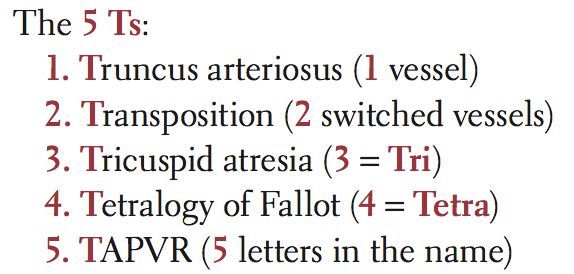 The 5 Ts:
1. Truncus arteriosus (1 vessel)
2. Transposition (2 switched vessels)
3. Tricuspid atresia (3 = Tri)
4. Tetralogy of Fallot (4 = Tetra)
5. TAPVR (5 letters in the name)